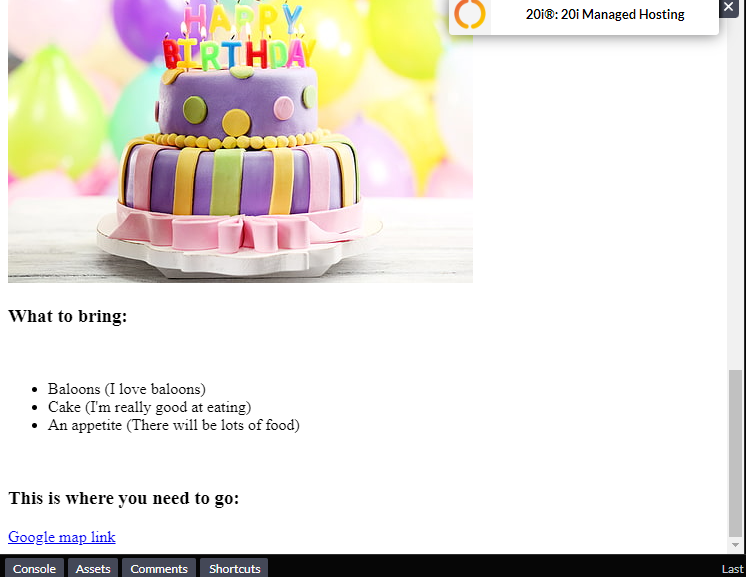 HAPPY
BIRTHDAY
20i®: 20i Managed Hosting
What to bring:
Baloons (I love baloons)
Cake (I'm really good at eating)
An appetite (There will be lots of food)
This is where you need to go:
Google map link
Console
Assets
Comments
Shortcuts
Last